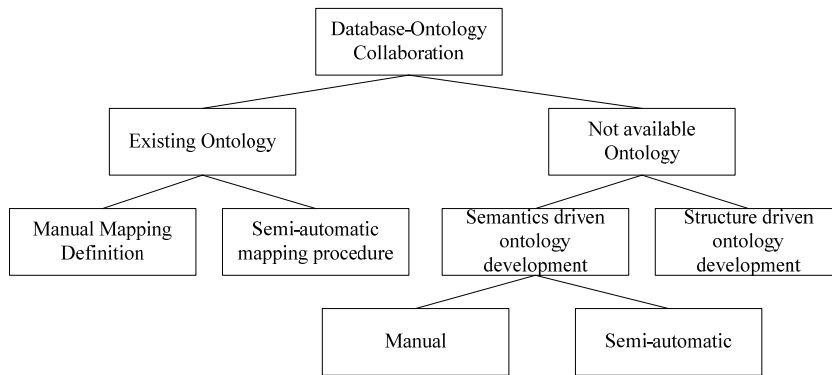 Database-Ontology
Collaboration
Existing Ontology
Not available
Ontology
Manual Mapping
Definition
Semi-automatic
mapping procedure
Semantics driven
ontology
development
Structure driven
ontology
development
Manual
Semi-automatic